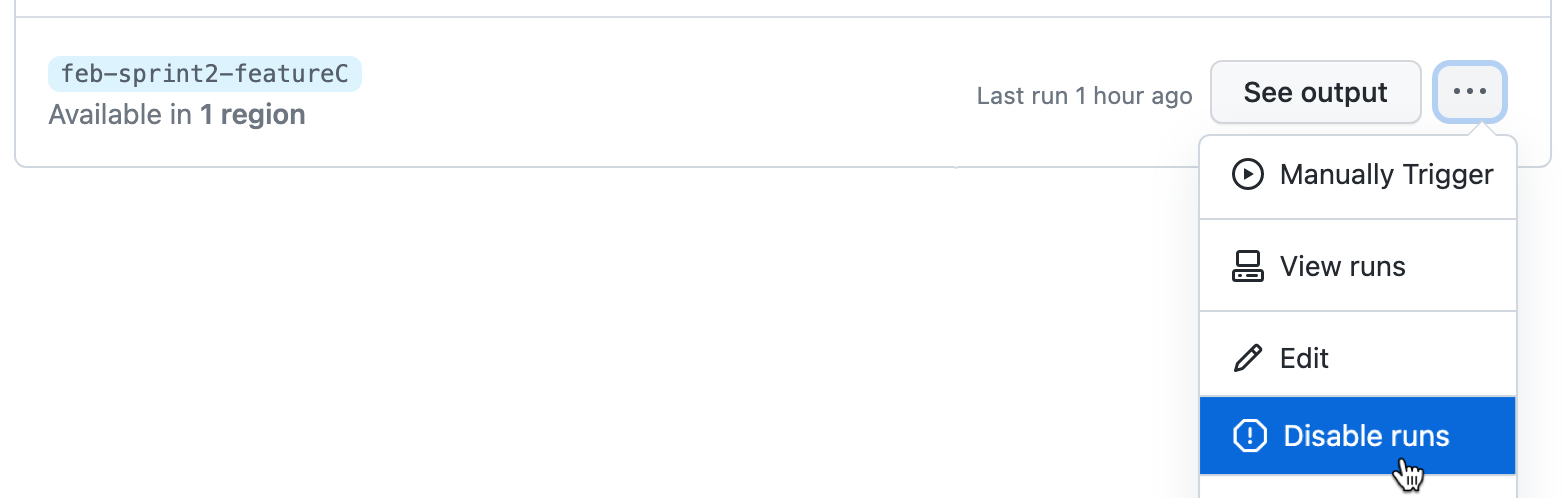 feb-sprint2-featureC
Available in 1 region
Last run 1 hour ago
See output
Manually Trigger
View runs
Edit
Disable runs